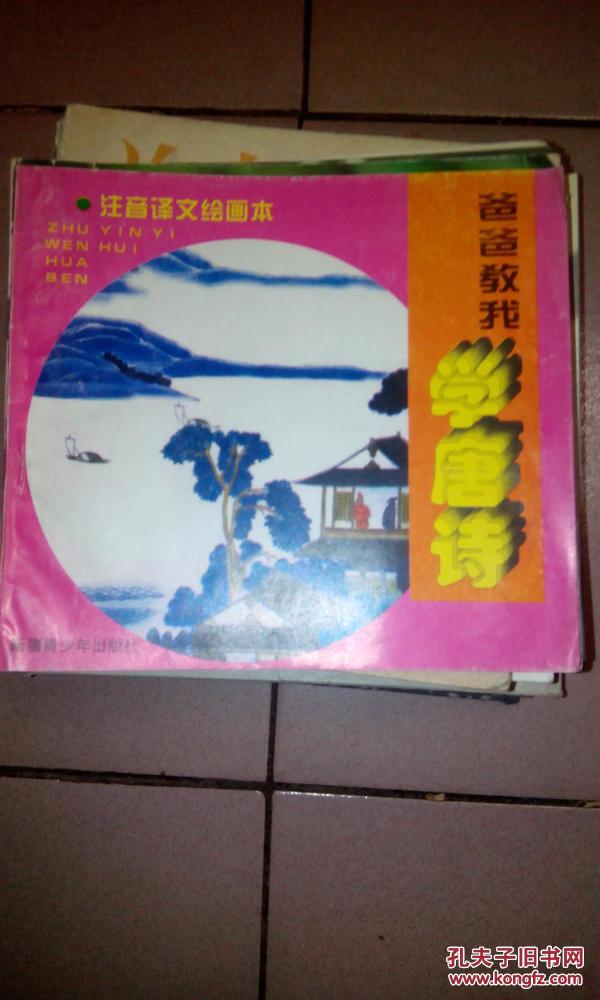 注音译文绘画本
ZHU YIN YI
WEN HUI
HUA
BEN
爸爸教我
学唐诗
新疆青少年出版社
孔夫子旧书网
www.kongfz.com